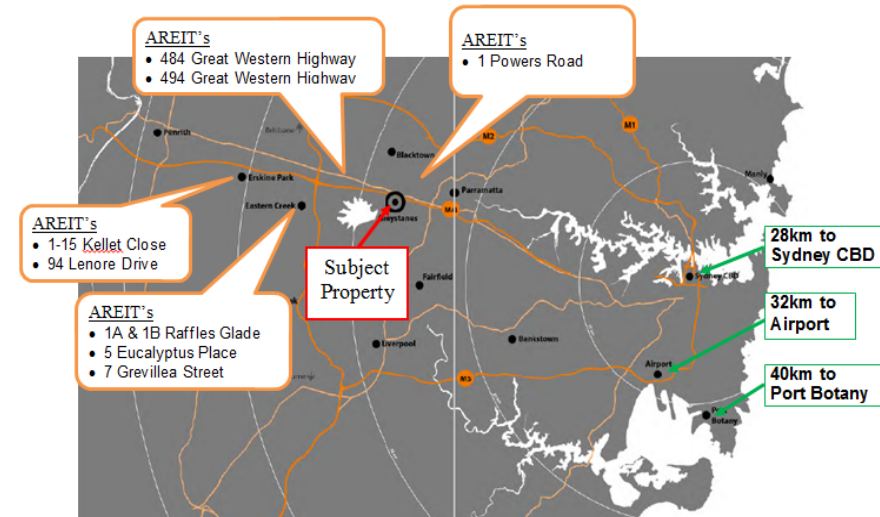 AREIT's
• 484 Great Western Highway
• 494 Great Western Highway
AREIT's
• 1 Powers Road
M1
M2
Penrith
Blacktown
Erskine Park
Parramatta
Manly
Eastern Creek
M4
AREIT's
• 1-15 Kellet Close
• 94 Lenore Drive
28km to
Sydney CBD
Subject
Property
Fairfield
Sydney CBD
AREIT's
• 1A & 1B Raffles Glade
• 5 Eucalyptus Place
• 7 Grevillea Street
32km to
Airport
Liverpool
Bankstown
Airport
M5
40km to
Port Botany
Botany